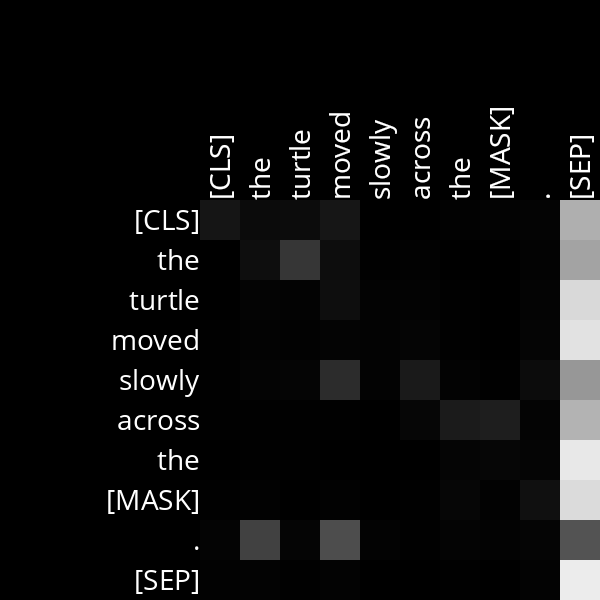 [CLS] the turtle moved slowly across the [MASK] . [SEP]
[CLS]
the
turtle
moved
slowly
across
the
[MASK]
.
[SEP]